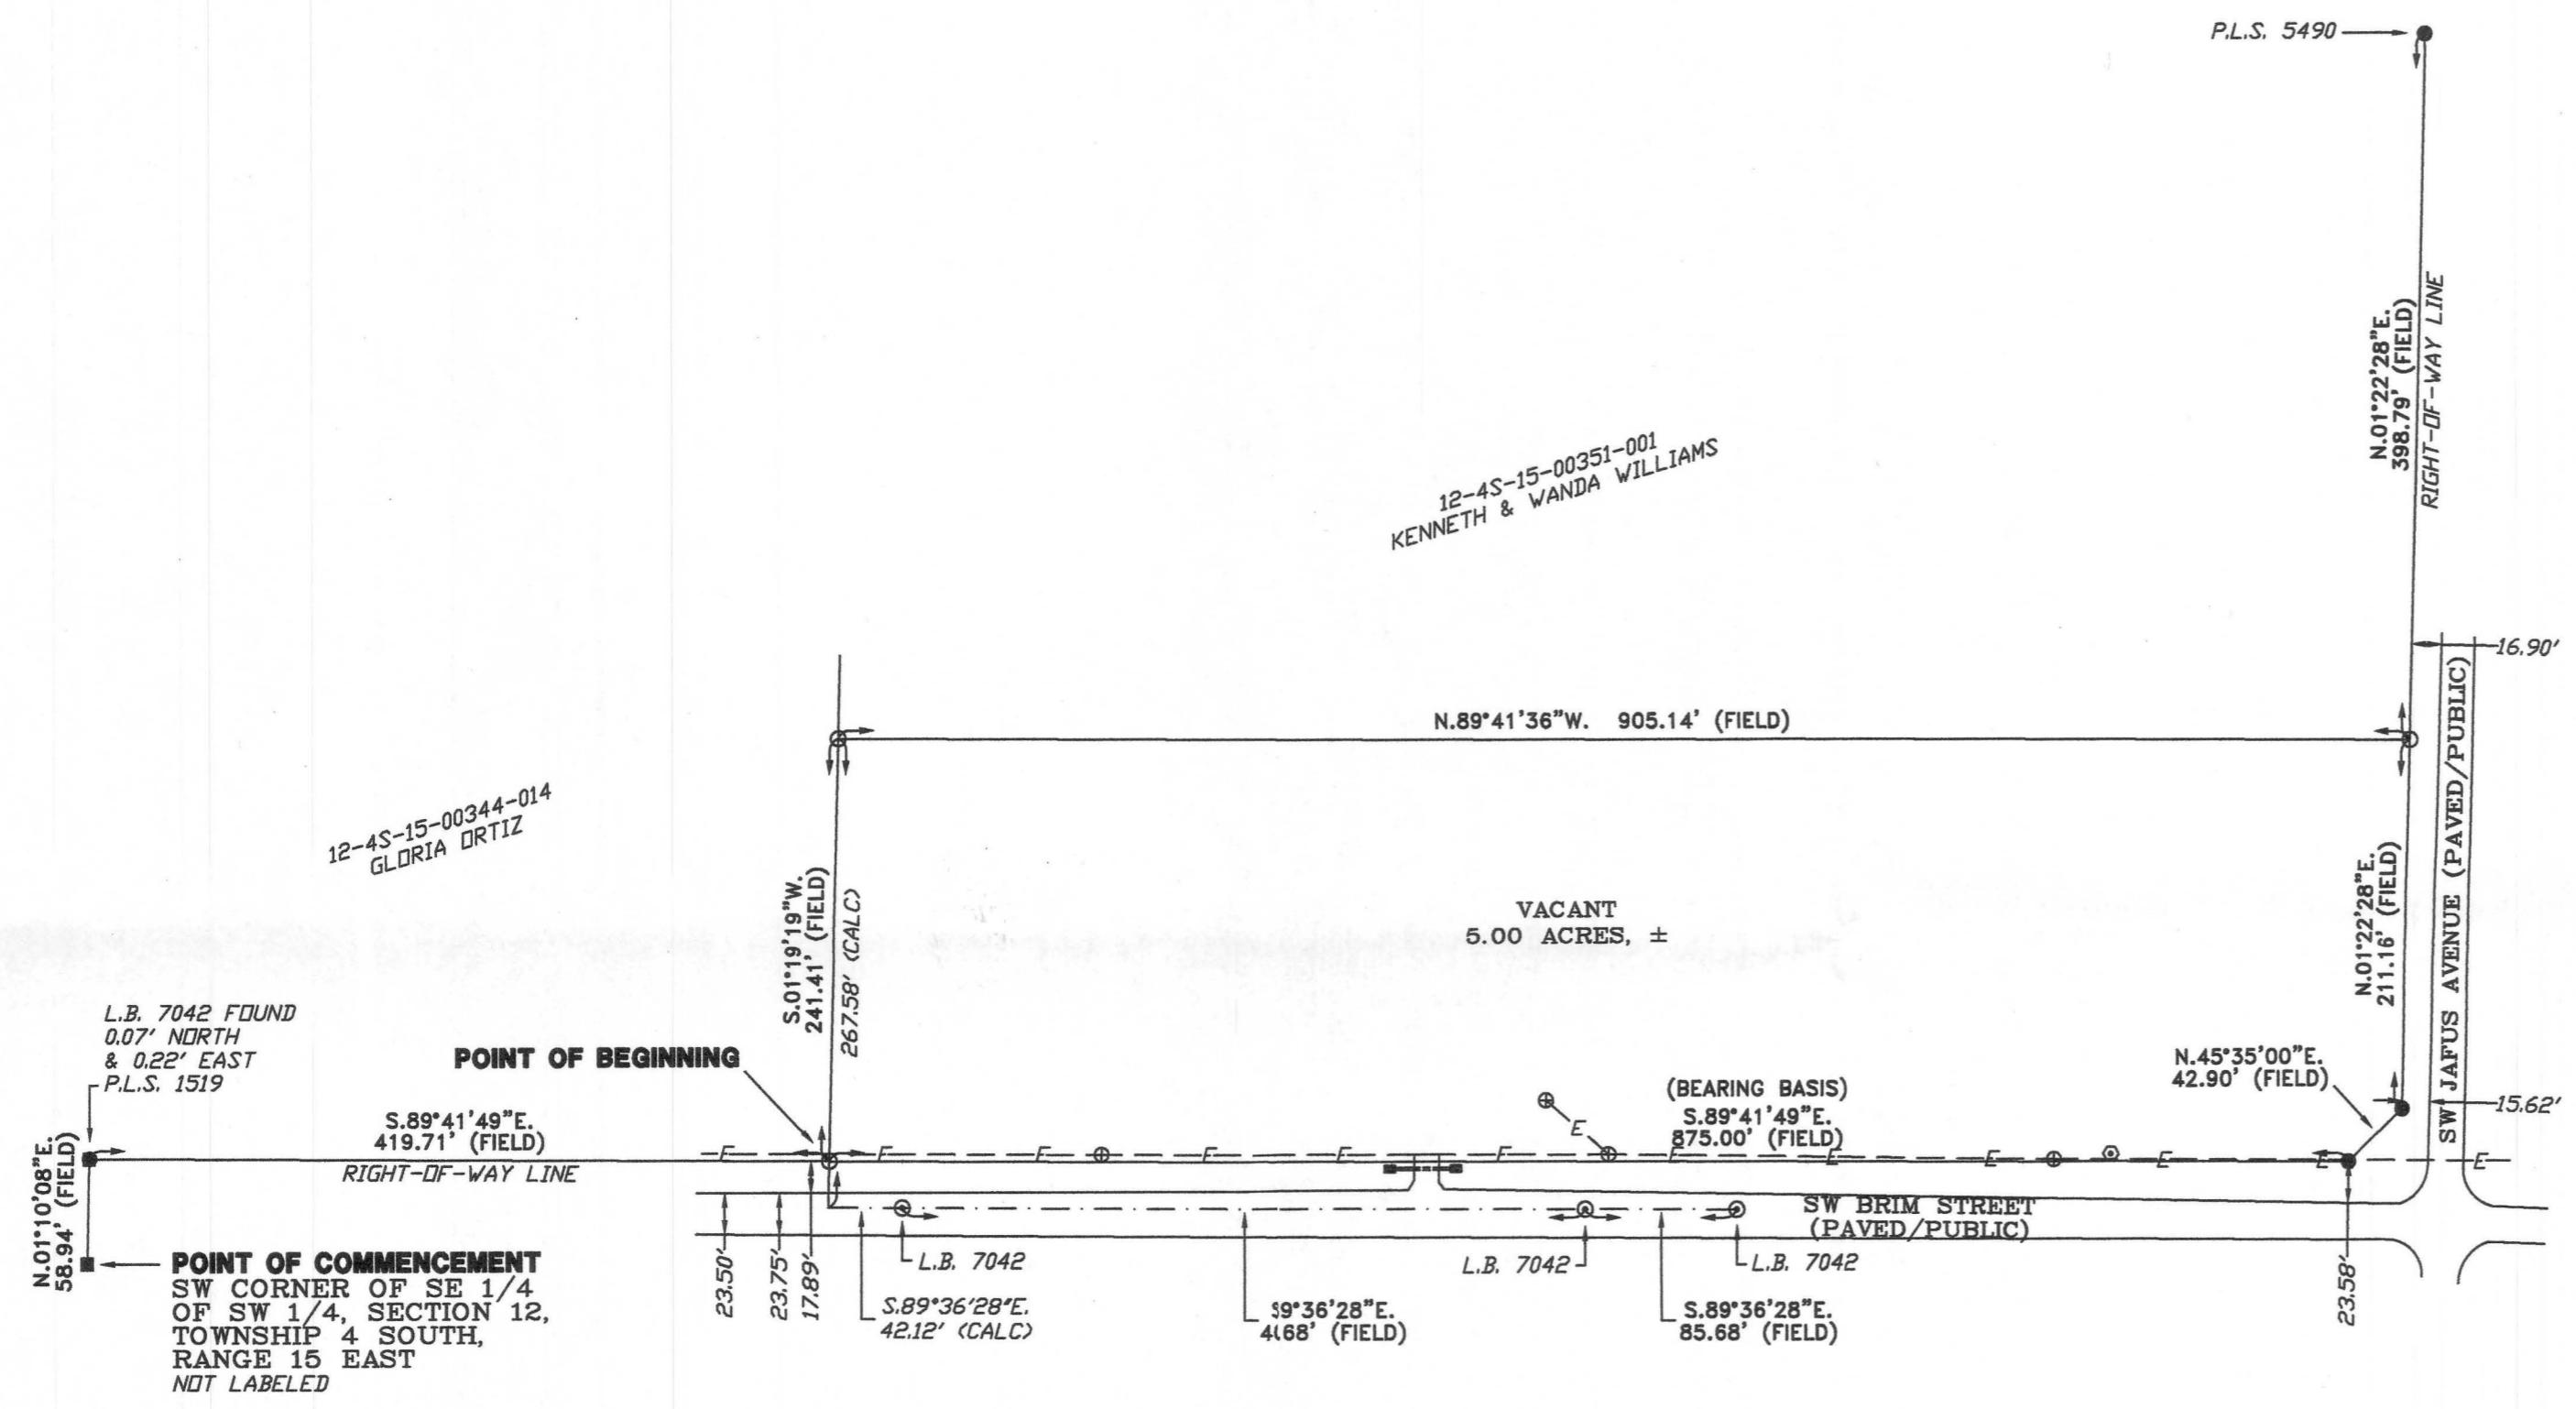 P.L.S. 5490
N.01°22'28"E.
398.79' (FIELD)
RIGHT-OF-WAY LINE
12-4S-15-00351-001
KENNETH & WANDA WILLIAMS
16.90'
N.89°41'36"W. 905.14' (FIELD)
12-4S-15-00344-014
GLORIA ORTIZ
S.01°19'19"W.
241.41' (FIELD)
267.58' (CALC)
VACANT
5.00 ACRES, ±
N.01°22'28"E.
211.16' (FIELD)
SW JAFUS AVENUE (PAVED/PUBLIC)
L.B. 7042 FOUND
0.07' NORTH
& 0.22' EAST
P.L.S. 1519
POINT OF BEGINNING
N.45°35'00"E.
42.90' (FIELD)
15.62'
(BEARING BASIS)
S.89°41'49"E.
875.00' (FIELD)
S.89°41'49"E.
419.71' (FIELD)
RIGHT-OF-WAY LINE
N.01°10'08"E.
58.94' (FIELD)
E E E E E E E E E E E E
SW BRIM STREET
(PAVED/PUBLIC)
POINT OF COMMENCEMENT
SW CORNER OF SE 1/4
OF SW 1/4, SECTION 12,
TOWNSHIP 4 SOUTH,
RANGE 15 EAST
NOT LABELED
23.50'
23.75'
17.89'
L.B. 7042
L.B. 7042
L.B. 7042
23.58'
S.89°36'28"E.
42.12' (CALC)
9°36'28"E.
68' (FIELD)
S.89°36'28"E.
85.68' (FIELD)